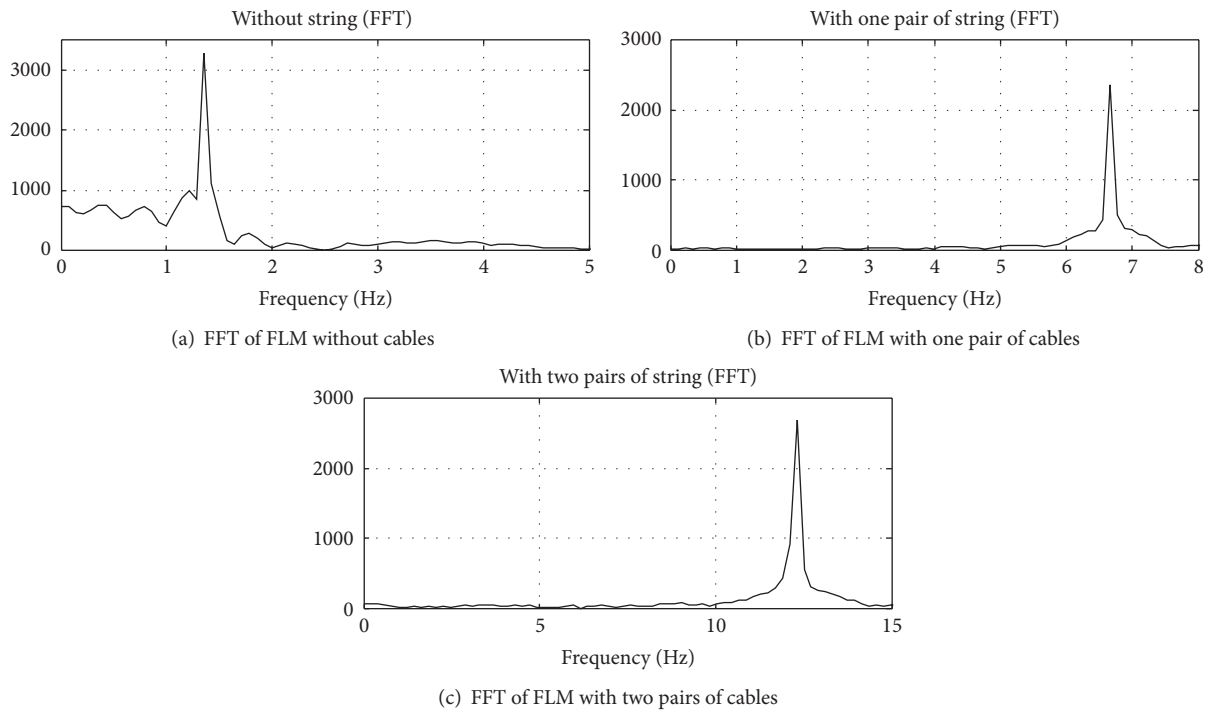 Without string (FFT)
3000
2000
1000
0
0 1 2 3 4 5
Frequency (Hz)
(a) FFT of FLM without cables
With one pair of string (FFT)
3000
2000
1000
0
0 1 2 3 4 5 6 7 8
Frequency (Hz)
(b) FFT of FLM with one pair of cables
With two pairs of string (FFT)
3000
2000
1000
0
0 5 10 15
Frequency (Hz)
(c) FFT of FLM with two pairs of cables